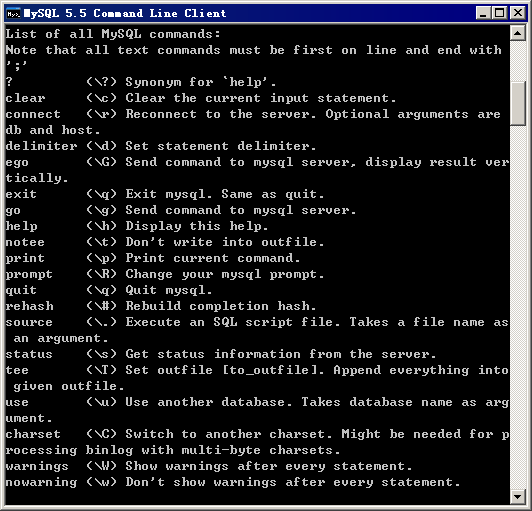 MySQL 5.5 Command Line Client
List of all MySQL commands:
Note that all text commands must be first on line and end with
';'
?         (\?) Synonym for `help'.
clear     (\c) Clear the current input statement.
connect   (\r) Reconnect to the server. Optional arguments are
db and host.
delimiter (\d) Set statement delimiter.
ego       (\G) Send command to mysql server, display result ver
tically.
exit      (\q) Exit mysql. Same as quit.
go        (\g) Send command to mysql server.
help      (\h) Display this help.
notee     (\t) Don't write into outfile.
print     (\p) Print current command.
prompt    (\R) Change your mysql prompt.
quit      (\q) Quit mysql.
rehash    (\#) Rebuild completion hash.
source    (\.) Execute an SQL script file. Takes a file name as
 an argument.
status    (\s) Get status information from the server.
tee       (\T) Set outfile [to_outfile]. Append everything into
 given outfile.
use       (\u) Use another database. Takes database name as arg
ument.
charset   (\C) Switch to another charset. Might be needed for p
rocessing binlog with multi-byte charsets.
warnings  (\W) Show warnings after every statement.
nowarning (\w) Don't show warnings after every statement.